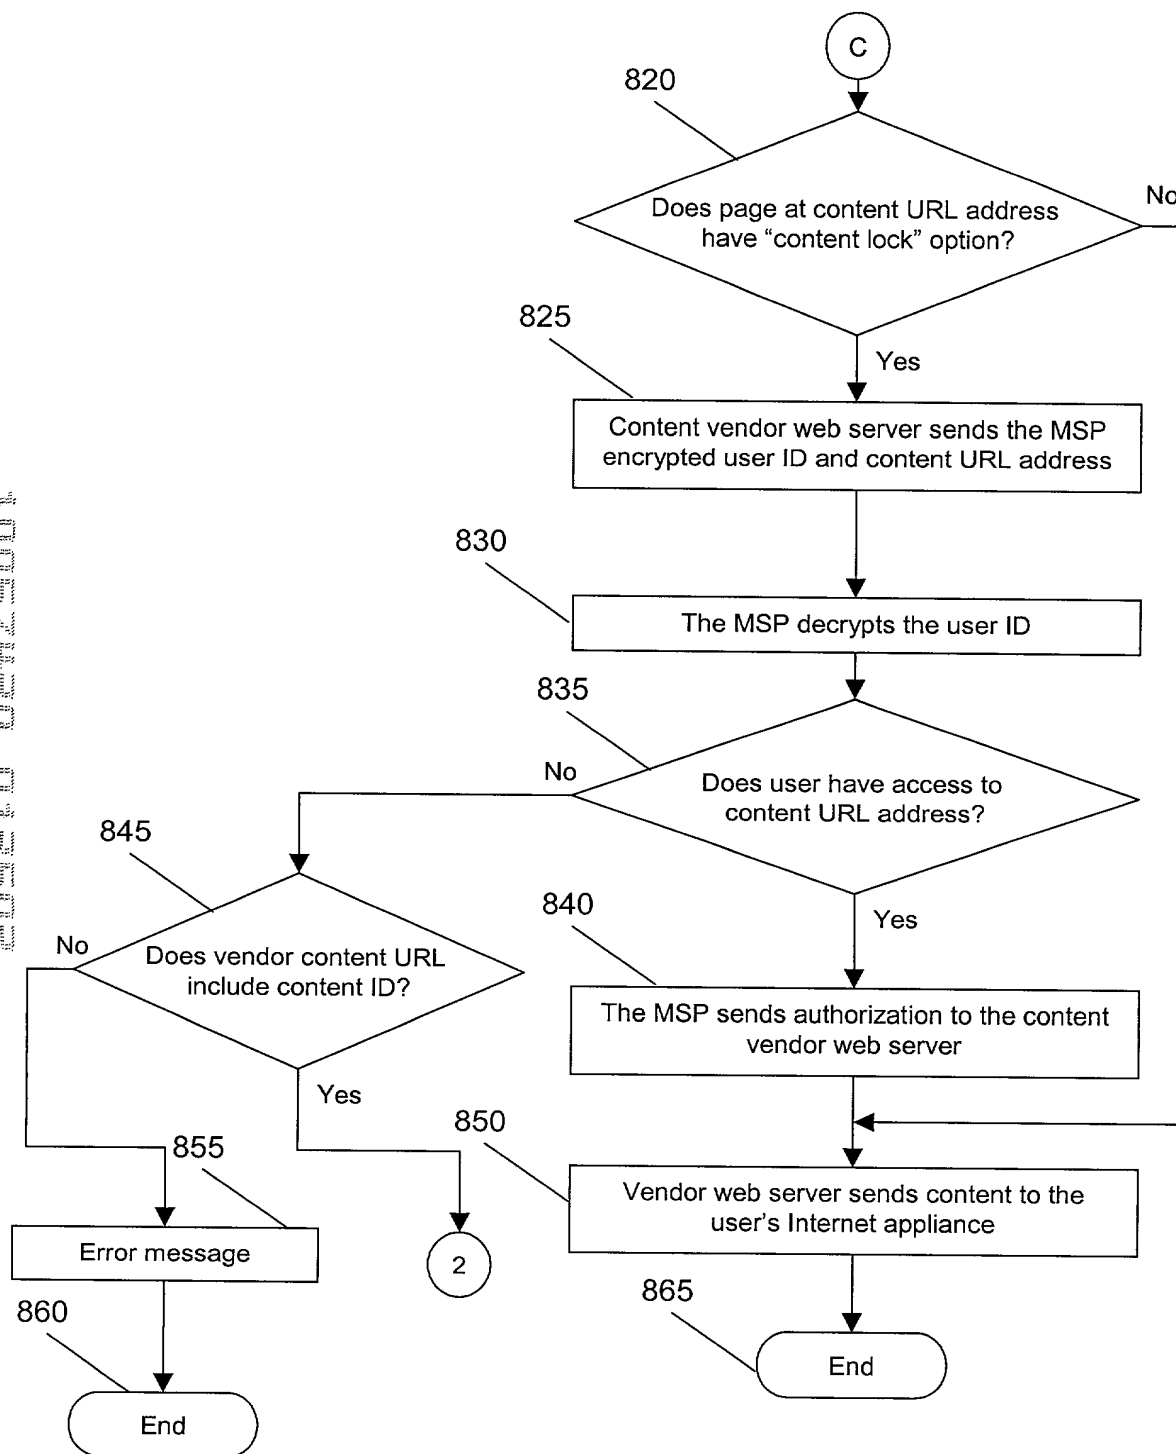 C
820
No
Does page at content URL address
have “content lock” option?
825
Yes
Content vendor web server sends the MSP
encrypted user ID and content URL address
830
The MSP decrypts the user ID
835
No
Does user have access to
content URL address?
845
840
Yes
No
Does vendor content URL
include content ID?
The MSP sends authorization to the content
vendor web server
Yes
850
855
Vendor web server sends content to the
user's Internet appliance
Error message
2
865
860
End
End